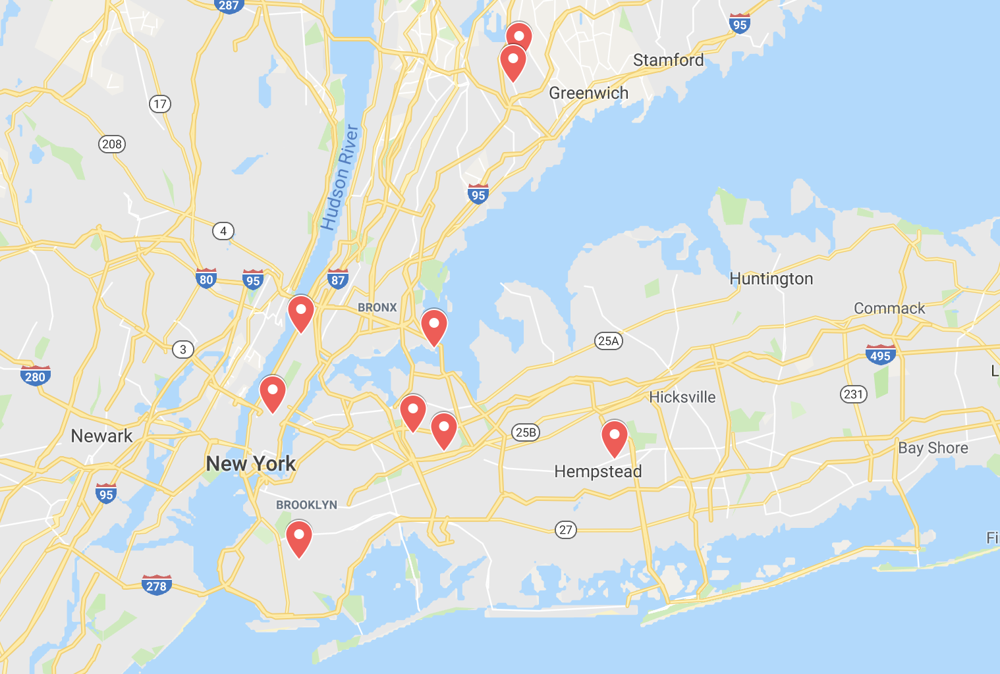 287
95
Stamford
Greenwich
17
208
Hudson River
95
4
80
95
87
Huntington
BRONX
Commack
25A
3
495
280
Hicksville
231
L
Newark
25B
Bay Shore
New York
Hempstead
95
BROOKLYN
27
Fi
278